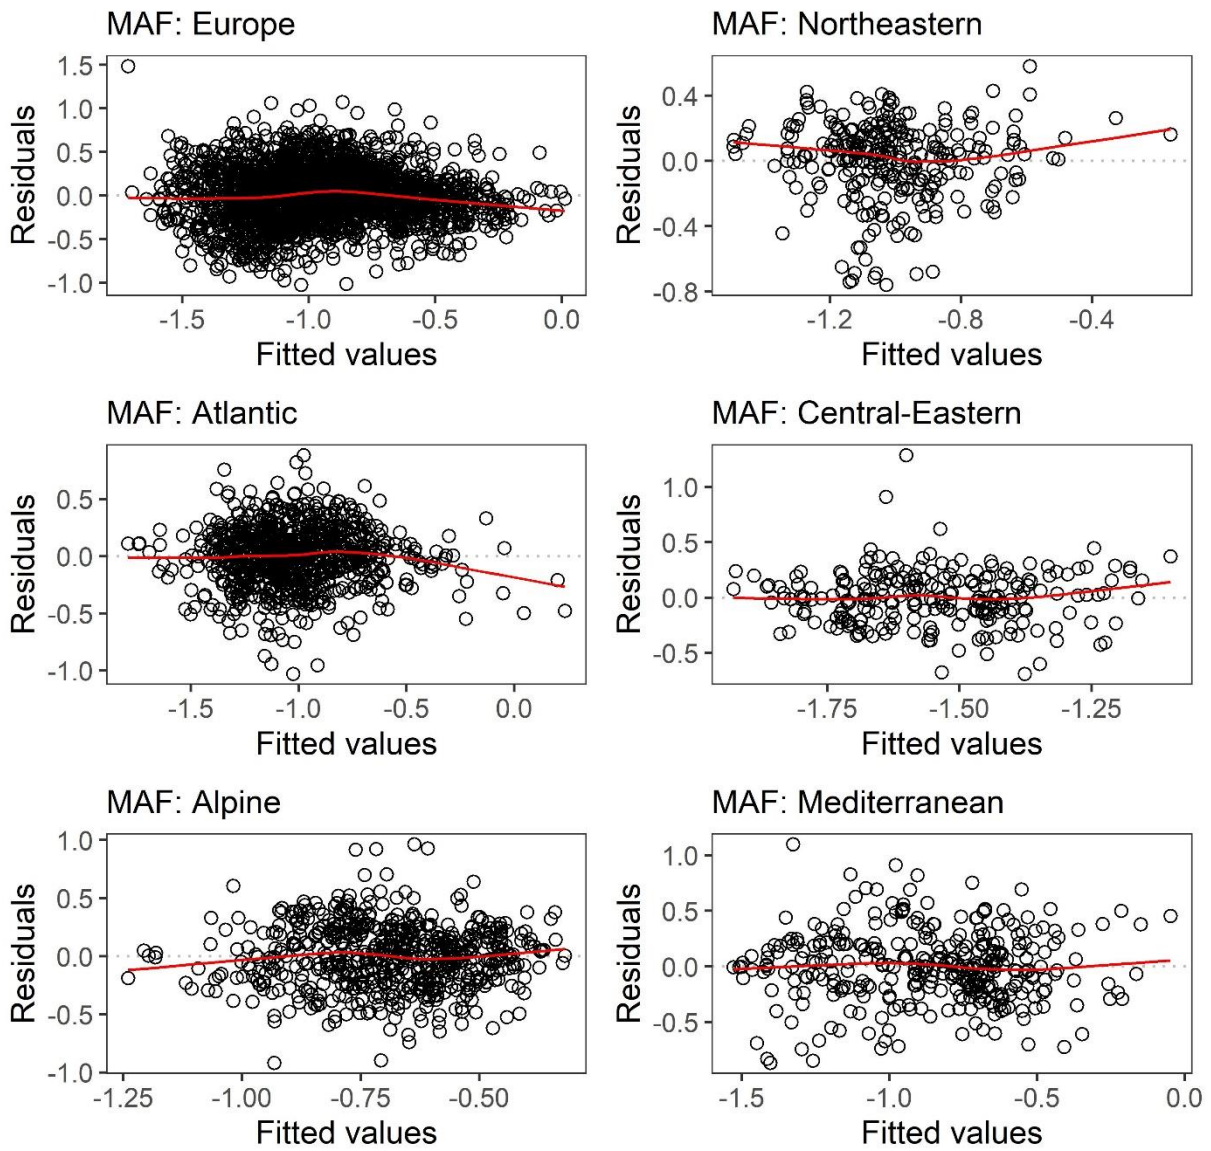 MAF: Europe
Residuals
1.5
1.0
0.5
0.0
-0.5
-1.0
-1.5
-1.0
-0.5
0.0
Fitted values
MAF: Northeastern
Residuals
0.4
0.0
-0.4
-0.8
-1.2
-0.8
-0.4
Fitted values
MAF: Atlantic
Residuals
0.5
0.0
-0.5
-1.0
-1.5
-1.0
-0.5
0.0
Fitted values
MAF: Central-Eastern
Residuals
1.0
0.5
0.0
-0.5
-1.75
-1.50
-1.25
Fitted values
MAF: Alpine
Residuals
1.0
0.5
0.0
-0.5
-1.0
-1.25
-1.00
-0.75
-0.50
Fitted values
MAF: Mediterranean
Residuals
1.0
0.5
0.0
-0.5
-1.5
-1.0
-0.5
0.0
Fitted values